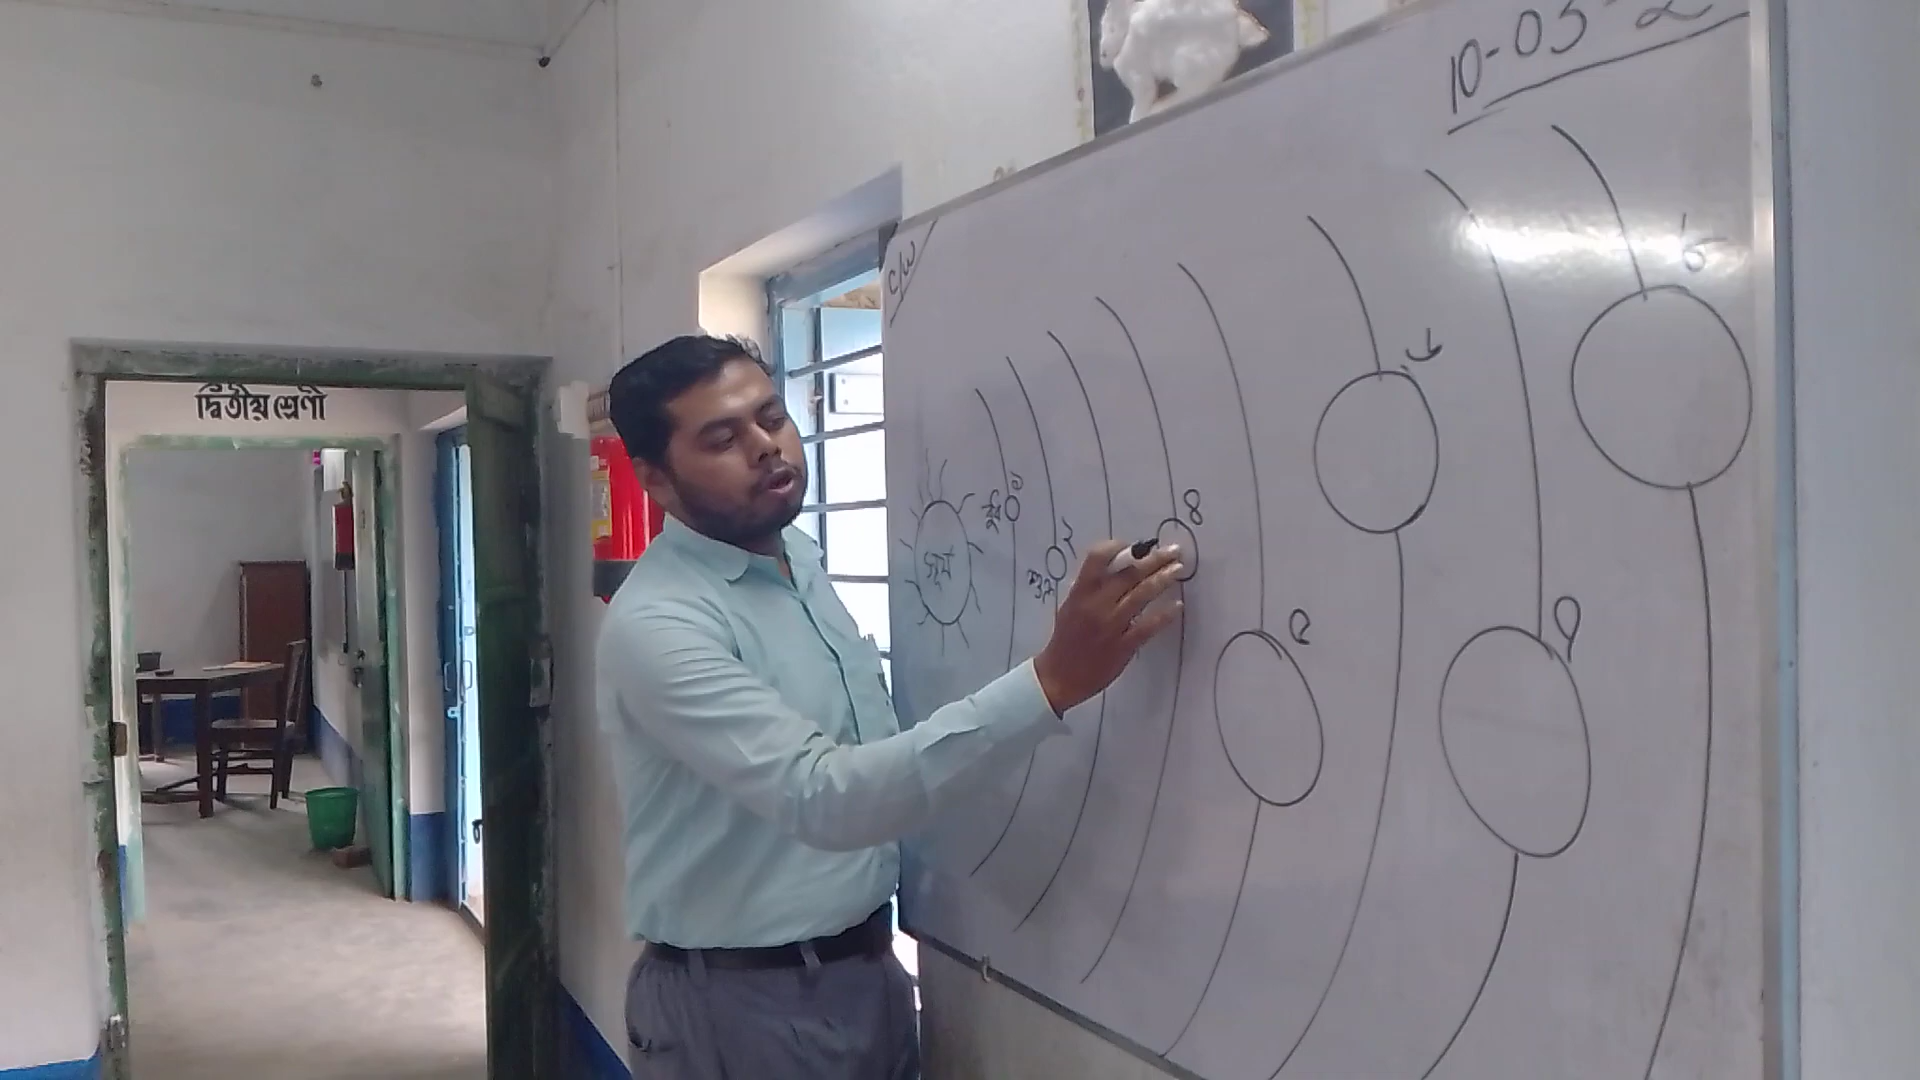 দ্বিতীয় শ্রেণী
10-03-2
C/W
সূর্য
বুধ
১
শুক্র
২
৪
৫
৬
৭
৮